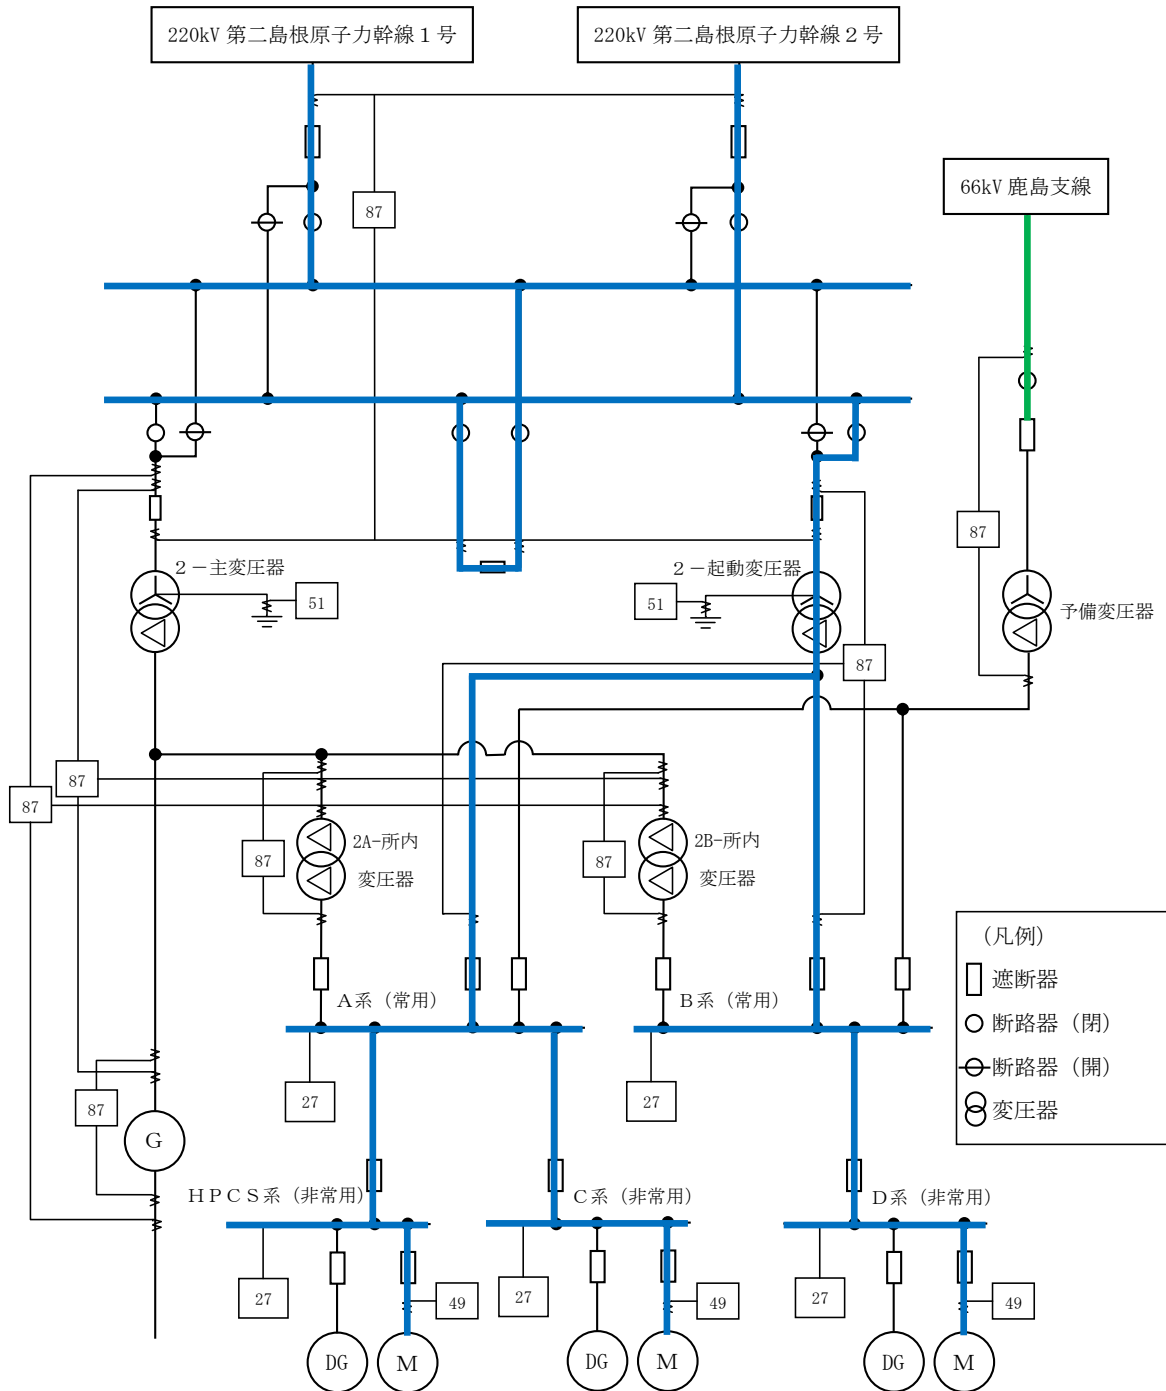 220kV 第二島根原子力幹線１号
220kV 第二島根原子力幹線２号
66kV 鹿島支線
87
87
２－主変圧器
51
２－起動変圧器
51
予備変圧器
87
87
87
87
2A-所内
変圧器
87
2B-所内
変圧器
(凡例)
遮断器
断路器（閉）
断路器（開）
変圧器
Ａ系（常用）
Ｂ系（常用）
27
27
87
G
ＨＰＣＳ系（非常用）
Ｃ系（非常用）
Ｄ系（非常用）
27
49
27
49
27
49
DG
M
DG
M
DG
M